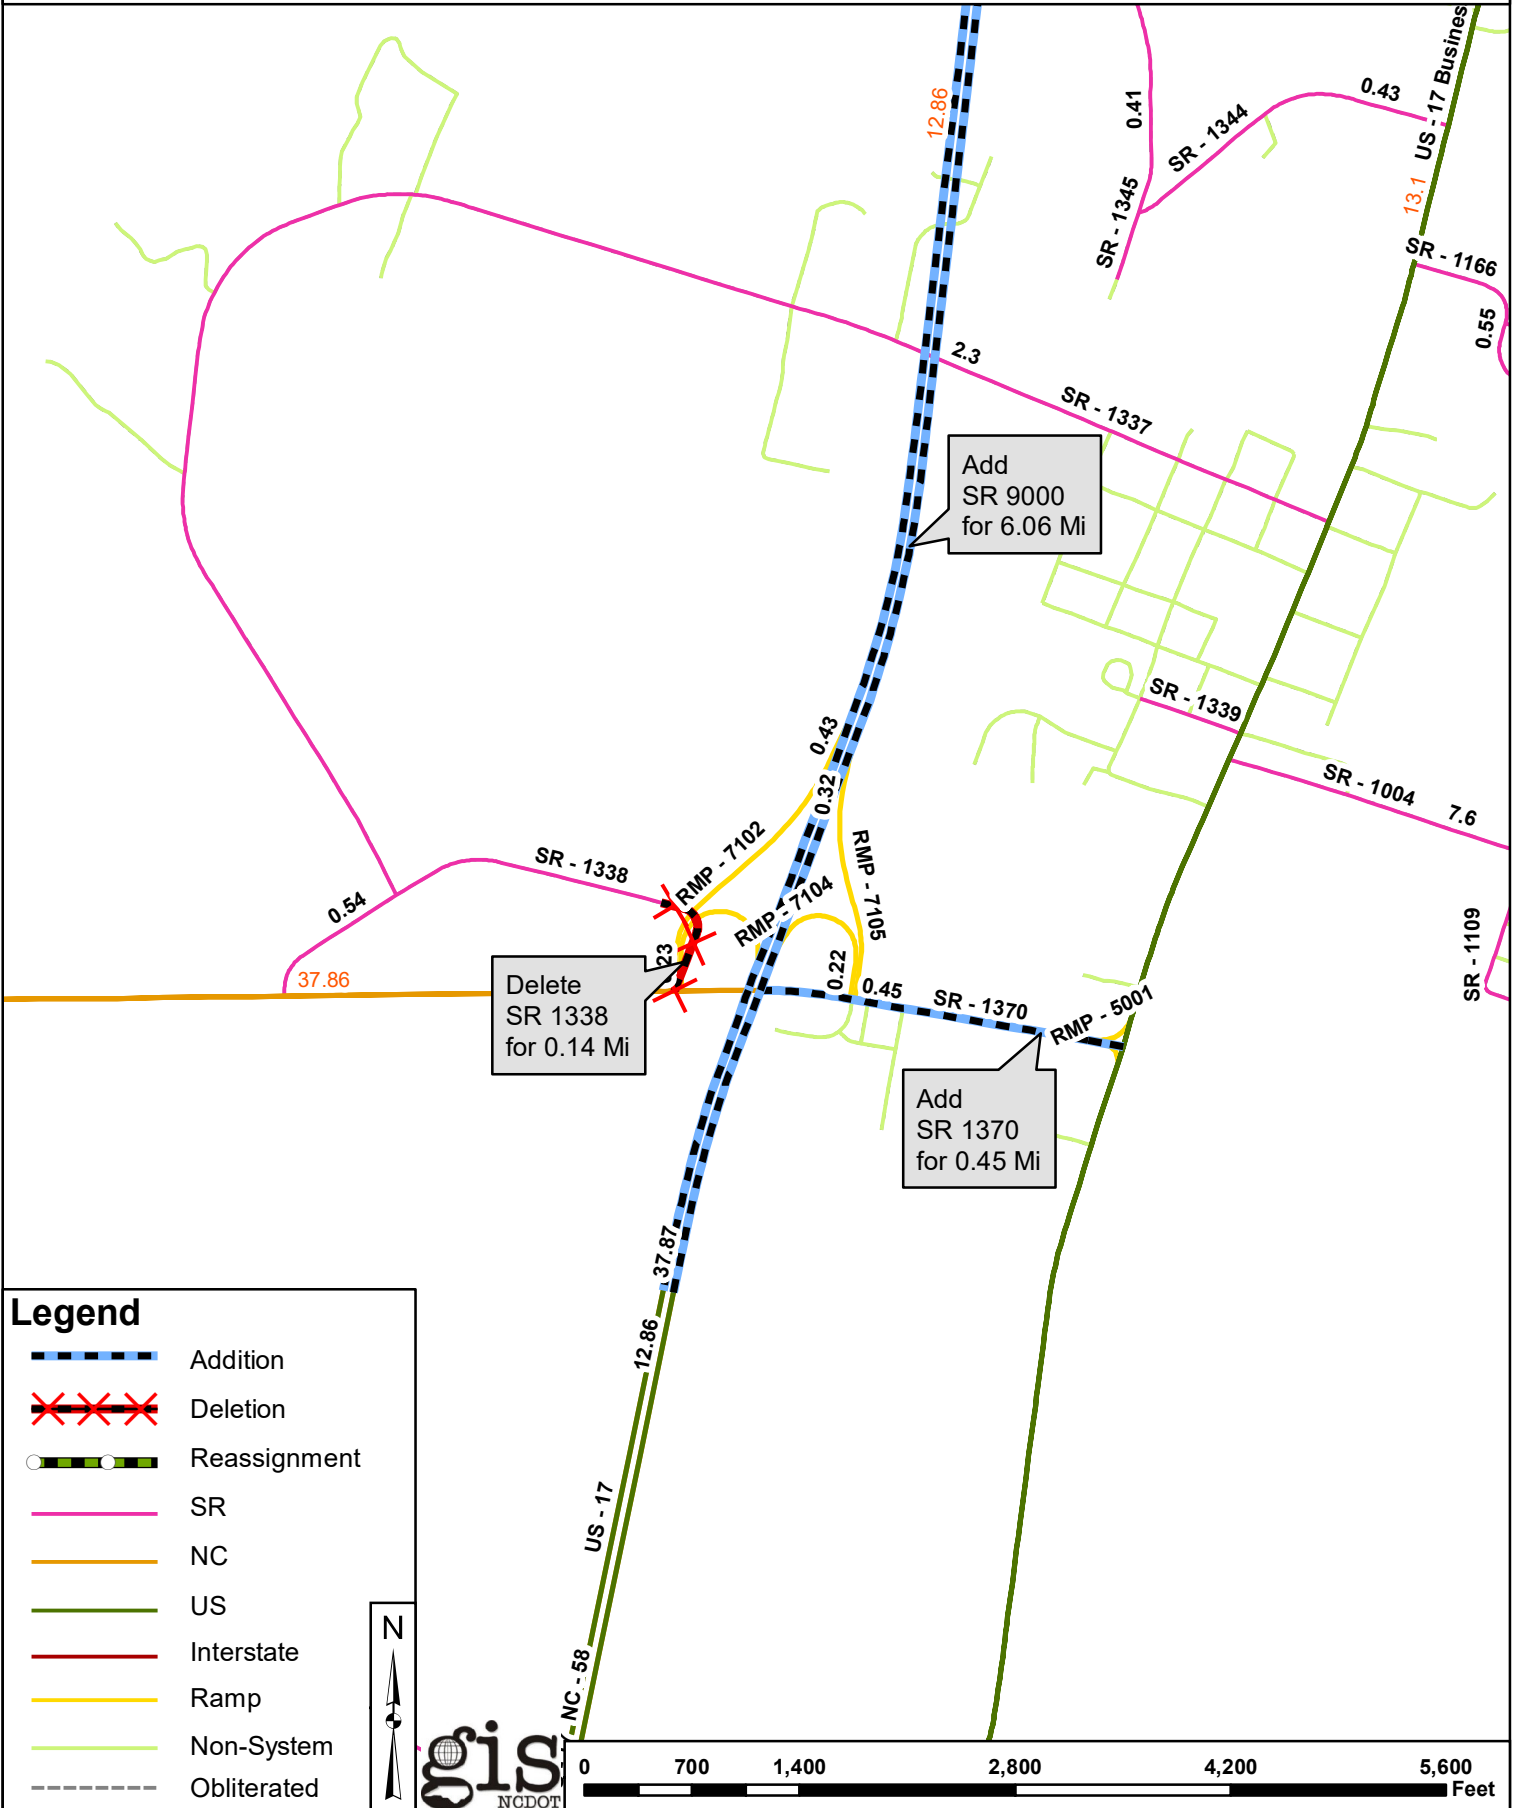 12.86
0.41
SR - 1344
0.43
US - 17 Busines
SR - 1345
13.1
SR - 1166
0.55
2.3
SR - 1337
Add
SR 9000
for 6.06 Mi
SR - 1339
0.43
0.32
SR - 1004
7.6
RMP - 7102
RMP - 7105
SR - 1338
0.54
RMP - 7104
23
0.22
0.45
SR - 1370
RMP - 5001
SR - 1109
37.86
Delete
SR 1338
for 0.14 Mi
Add
SR 1370
for 0.45 Mi
37.87
12.86
US - 17
NC - 58
Legend
Addition
Deletion
Reassignment
SR
NC
US
Interstate
Ramp
Non-System
Obliterated
N
gis
NCDOT
0 700 1,400 2,800 4,200 5,600
Feet